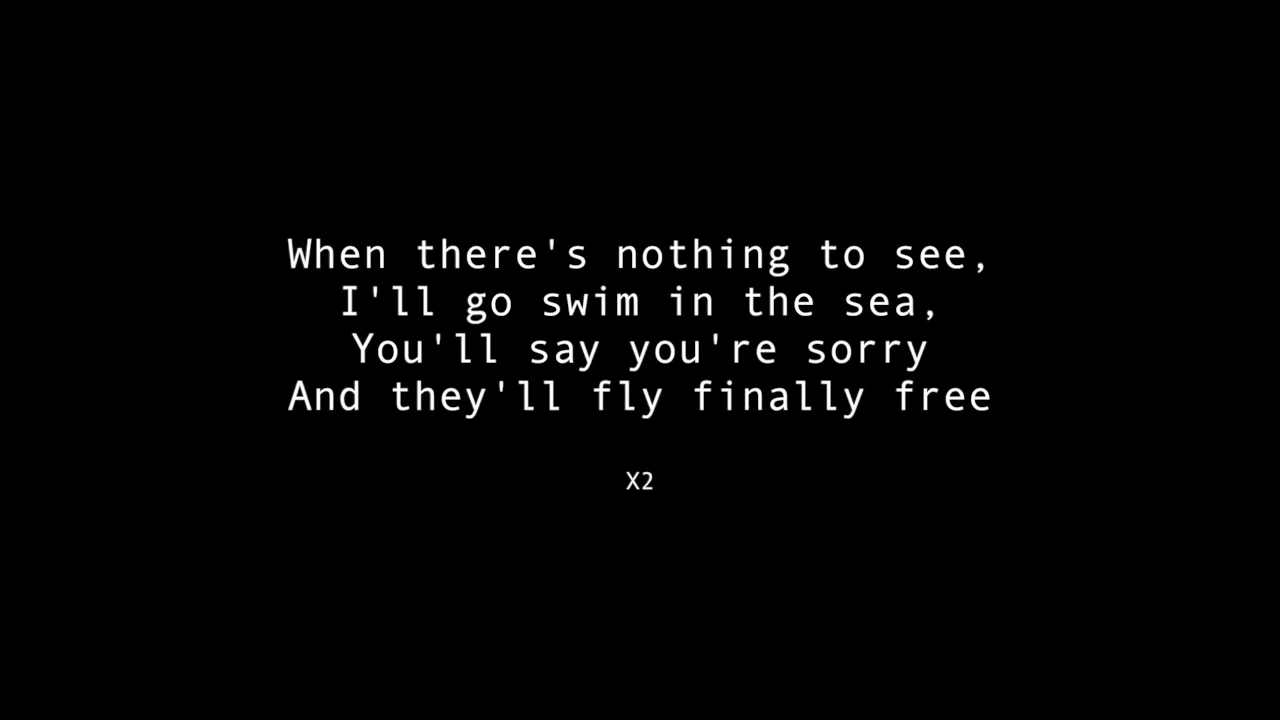 When there's nothing to see,
I'll go swim in the sea,
You'll say you're sorry
And they'll fly finally free
X2